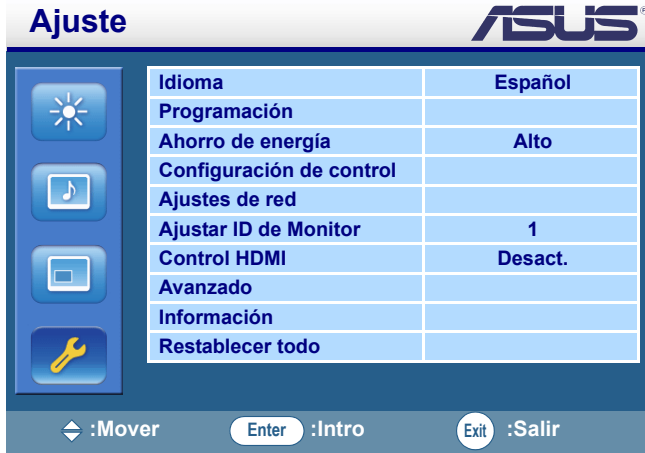 Ajuste
ASUS®
Idioma Español
Programación
Ahorro de energía Alto
Configuración de control
Ajustes de red
Ajustar ID de Monitor 1
Control HDMI Desact.
Avanzado
Información
Restablecer todo
:Mover Enter :Intro Exit :Salir